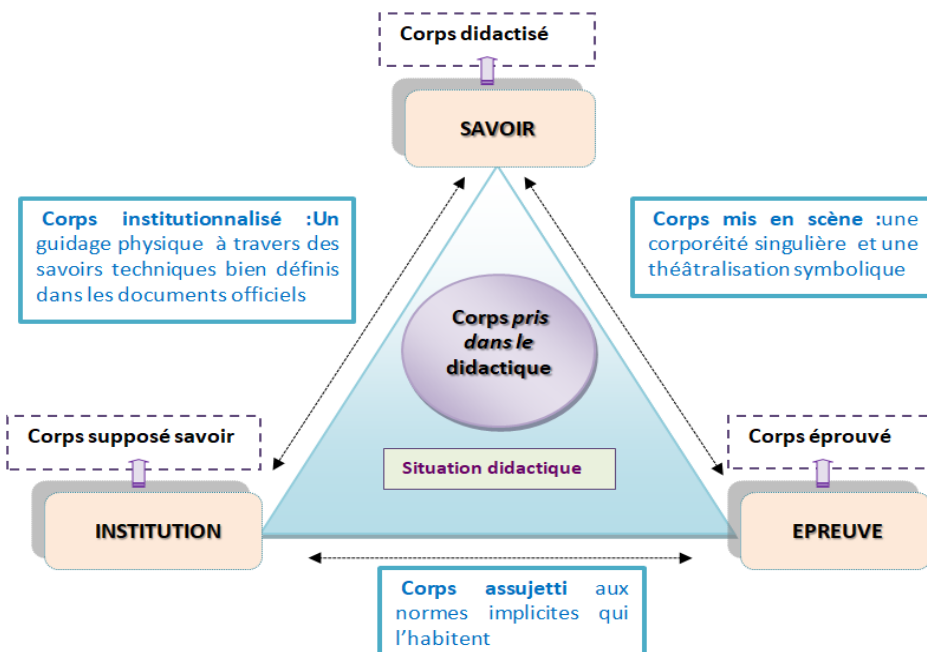 Corps didactisé
SAVOIR
Corps institutionnalisé :Un
guidage physique à travers des
savoirs techniques bien définis
dans les documents officiels
Corps mis en scène :une
corporéité singulière et une
théâtralisation symbolique
Corps pris
dans le
didactique
Corps supposé savoir
Situation didactique
Corps éprouvé
INSTITUTION
EPREUVE
Corps assujetti aux
normes implicites qui
l'habitent